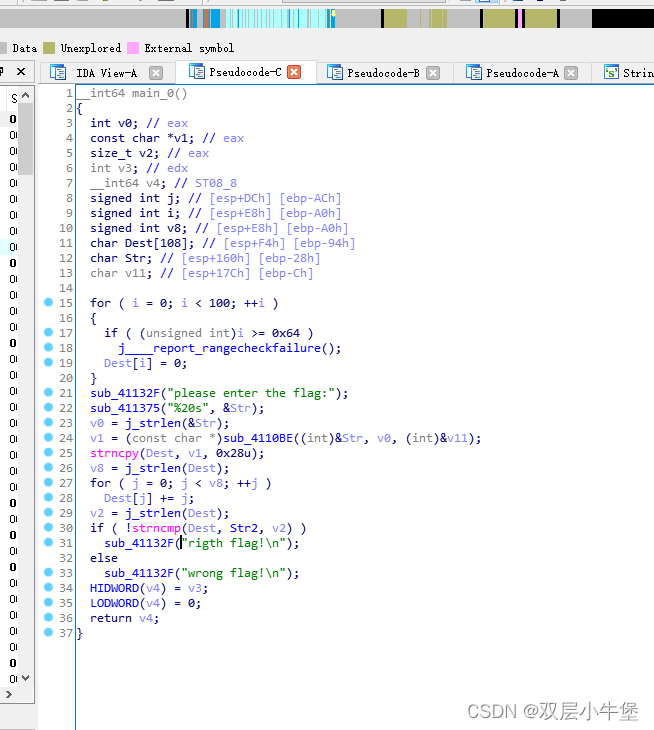 Data Unexplored External symbol
IDA View-A Pseudocode-C Pseudocode-B Pseudocode-A Strin
1 __int64 main_0()
2 {
3 int v0; // eax
4 const char *v1; // eax
5 size_t v2; // eax
6 int v3; // edx
7 __int64 v4; // ST08_8
8 signed int j; // [esp+DCh] [ebp-ACh]
9 signed int i; // [esp+E8h] [ebp-A0h]
10 signed int v8; // [esp+E8h] [ebp-A0h]
11 char Dest[108]; // [esp+F4h] [ebp-94h]
12 char Str; // [esp+160h] [ebp-28h]
13 char v11; // [esp+17Ch] [ebp-Ch]
14
15 for ( i = 0; i < 100; ++i )
16 {
17 if ( (unsigned int)i >= 0x64 )
18 j____report_rangecheckfailure();
19 Dest[i] = 0;
20 }
21 sub_41132F("please enter the flag:");
22 sub_411375("%20s", &Str);
23 v0 = j_strlen(&Str);
24 v1 = (const char *)sub_4110BE((int)&Str, v0, (int)&v11);
25 strncpy(Dest, v1, 0x28u);
26 v8 = j_strlen(Dest);
27 for ( j = 0; j < v8; ++j )
28 Dest[j] += j;
29 v2 = j_strlen(Dest);
30 if ( !strncmp(Dest, Str2, v2) )
31 sub_41132F("rigth flag!\n");
32 else
33 sub_41132F("wrong flag!\n");
34 HIDWORD(v4) = v3;
35 LODWORD(v4) = 0;
36 return v4;
37 }
CSDN @双层小牛堡